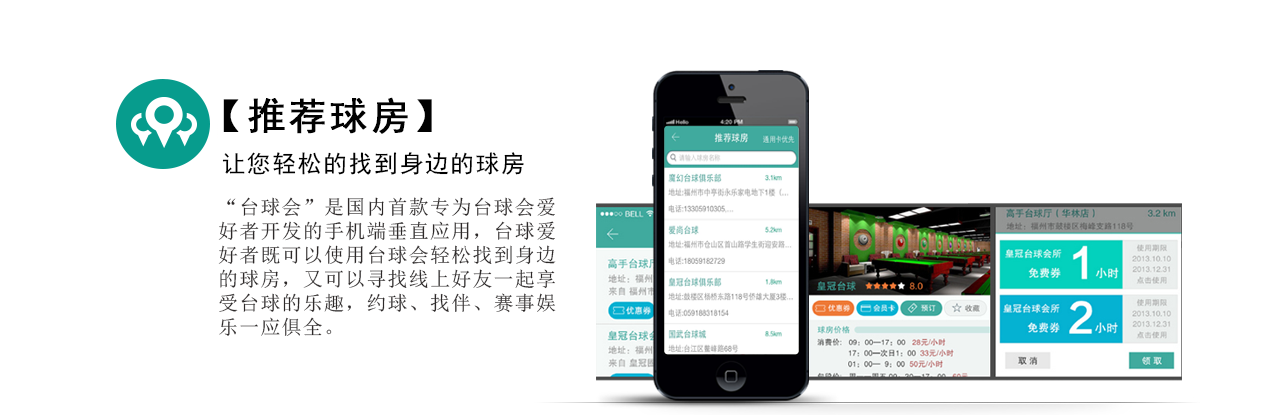 【推荐球房】
让您轻松的找到身边的球房
“台球会”是国内首款专为台球会爱
好者开发的手机端垂直应用，台球爱
好者既可以使用台球会轻松找到身边
的球房，又可以寻找线上好友一起享
受台球的乐趣，约球、找伴、赛事娱
乐一应俱全。
BELL
高手台球厅
地址：福州
来自 福州市
优惠券
皇冠台球会
地址：福州
来自 皇冠
Hallo 4:20 PM
推荐球房 通用卡优先
请输入球房名称
魔幻台球俱乐部 3.1km
地址:福州市中亭街永乐家电地下1楼（...
电话:13305910305,...
爱尚台球 5.2km
地址:福州市仓山区首山路学生街迎安路...
电话:18059182729
皇冠台球俱乐部 1.8km
地址:鼓楼区杨桥东路118号侨雄大厦3楼...
电话:059188318154
国武台球城 8.5km
地址:台江区鳌峰路68号
皇冠台球 8.0
优惠券 会员卡 预订 收藏
球房价格
消费价: 09：00—17：00 28元/小时
17：00—次日1：00 33元/小时
01：00— 9：00 50元/小时
高手台球厅（华林店） 3.2 km
地址：福州市鼓楼区梅峰支路118号
皇冠台球会所
免费券 1小时
使用期限
2013.10.10
2013.12.31
点击使用
皇冠台球会所
免费券 2小时
使用期限
2013.10.10
2013.12.31
点击使用
取消 领取